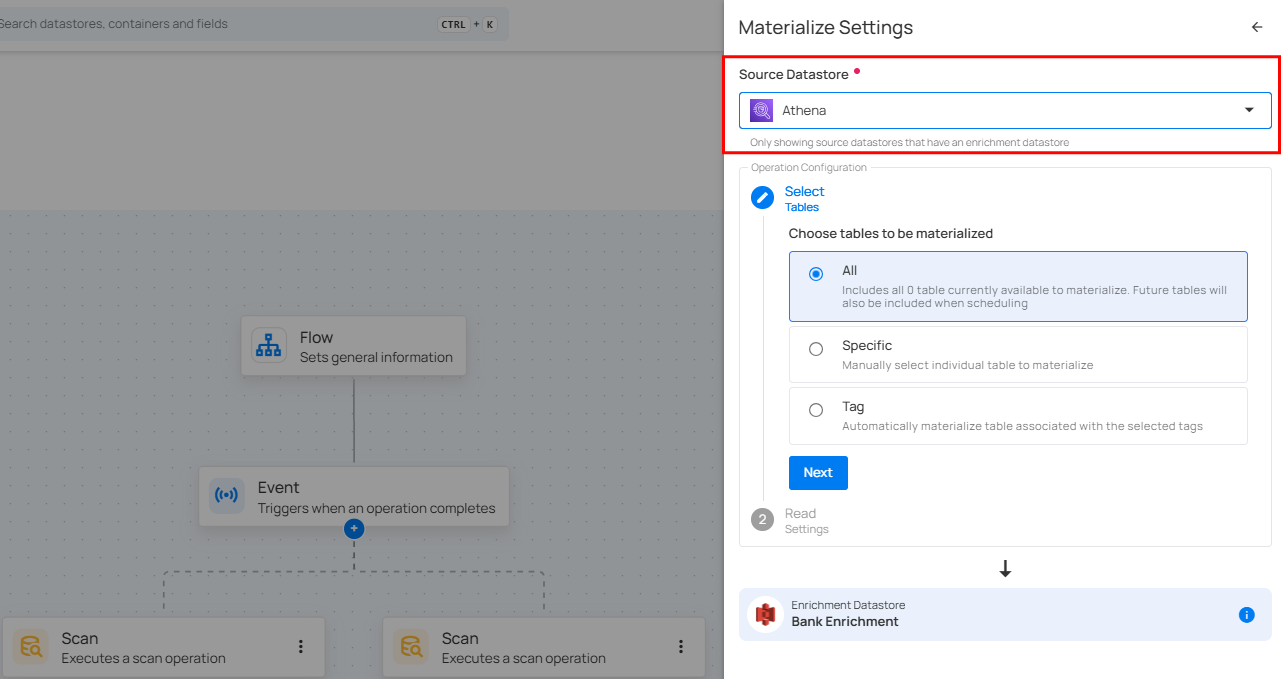 Search datastores, containers and fields
CTRL + K
Flow
Sets general information
Event
Triggers when an operation completes
Scan
Executes a scan operation
Scan
Executes a scan operation
Materialize Settings
Source Datastore
Athena
Only showing source datastores that have an enrichment datastore
Operation Configuration
Select
Tables
Choose tables to be materialized
All
Includes all 0 table currently available to materialize. Future tables will
also be included when scheduling
Specific
Manually select individual table to materialize
Tag
Automatically materialize table associated with the selected tags
Next
2
Read
Settings
Enrichment Datastore
Bank Enrichment